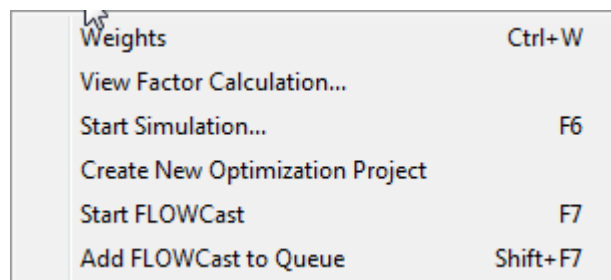 Weights Ctrl+W
View Factor Calculation...
Start Simulation... F6
Create New Optimization Project
Start FLOWCast F7
Add FLOWCast to Queue Shift+F7